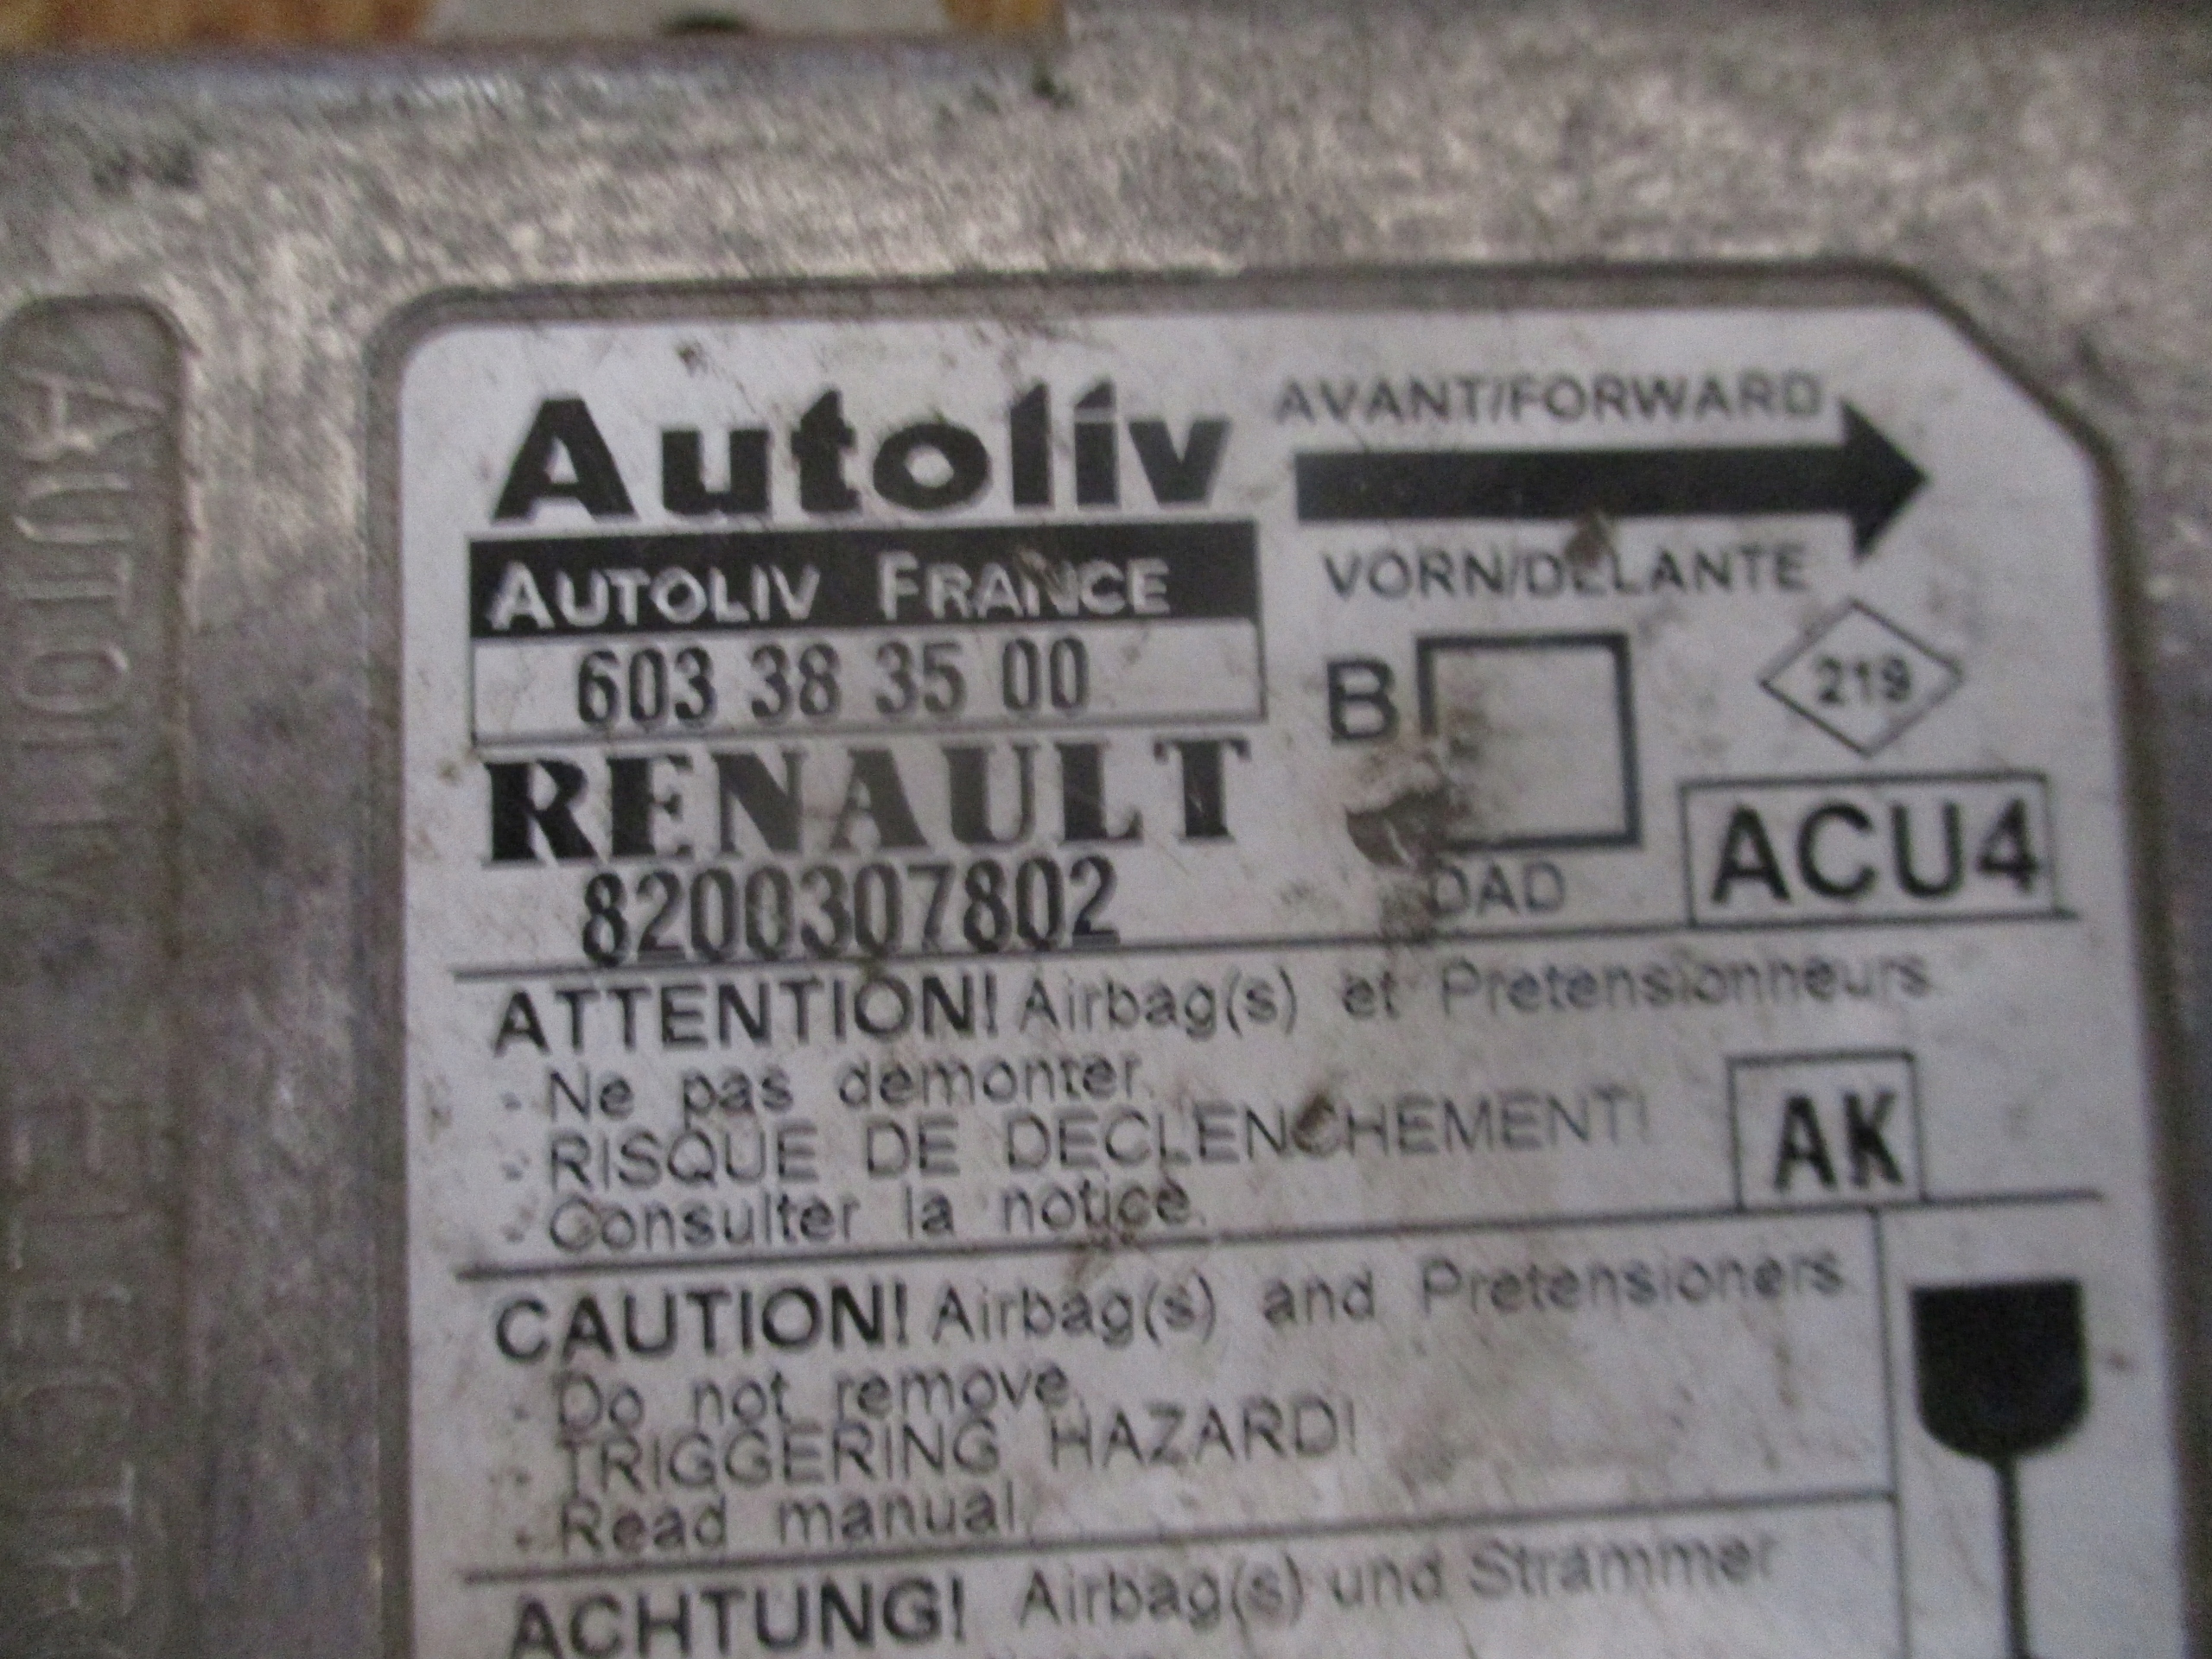 Autoliv
AVANT/FORWARD
AUTOLIV FRANCE
VORN/DELANTE
603 38 35 00
B
219
RENAULT
ACU4
8200307802
DAD
ATTENTION! Airbag(s) et Pretensionneurs
- Ne pas demonter.
- RISQUE DE DECLENCHEMENT!
- Consulter la notice.
AK
CAUTION! Airbag(s) and Pretensioners
- Do not remove.
- TRIGGERING HAZARD!
- Read manual.
ACHTUNG! Airbag(s) und Strammer
AUTOLIV ELECTR